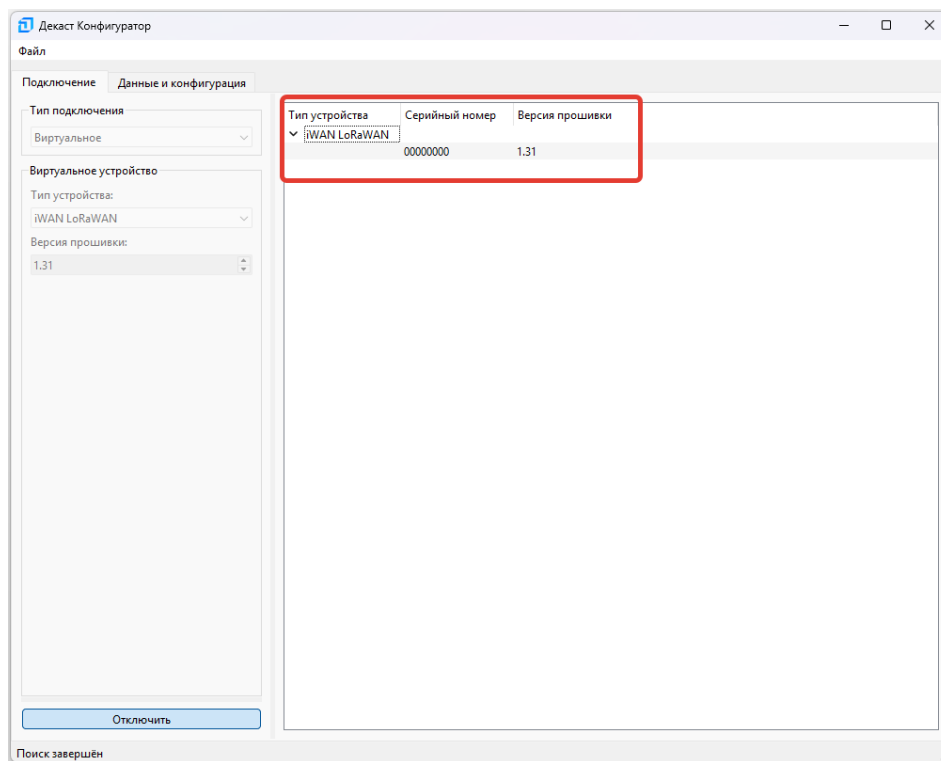 Декаст Конфигуратор
Файл
Подключение Данные и конфигурация
Тип подключения
Виртуальное
Виртуальное устройство
Тип устройства:
iWAN LoRaWAN
Версия прошивки:
1.31
Отключить
Тип устройства Серийный номер Версия прошивки
iWAN LoRaWAN
00000000 1.31
Поиск завершён